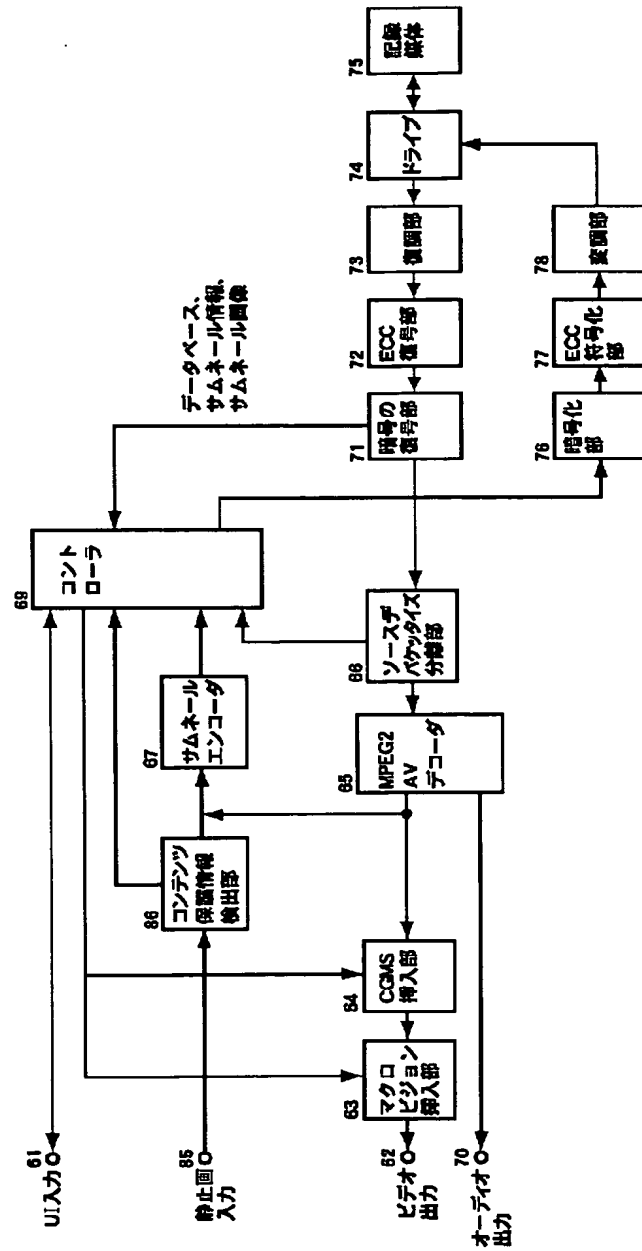 UI入力
61
69
コント
ローラ
データベース、
サムネール情報、
サムネール画像
静止画
入力
85
86
コンテンツ
保護情報
検出部
67
サムネール
エンコーダ
ビデオ
出力
62
63
マクロ
ビジョン
挿入部
64
CGMS
挿入部
65
MPEG2
AV
デコーダ
66
ソースデ
パケッタイズ
分離部
71
暗号の
復号部
72
ECC
復号部
73
復調部
74
ドライブ
75
記録
媒体
オーディオ
出力
70
76
暗号化
部
77
ECC
符号化
部
78
変調部